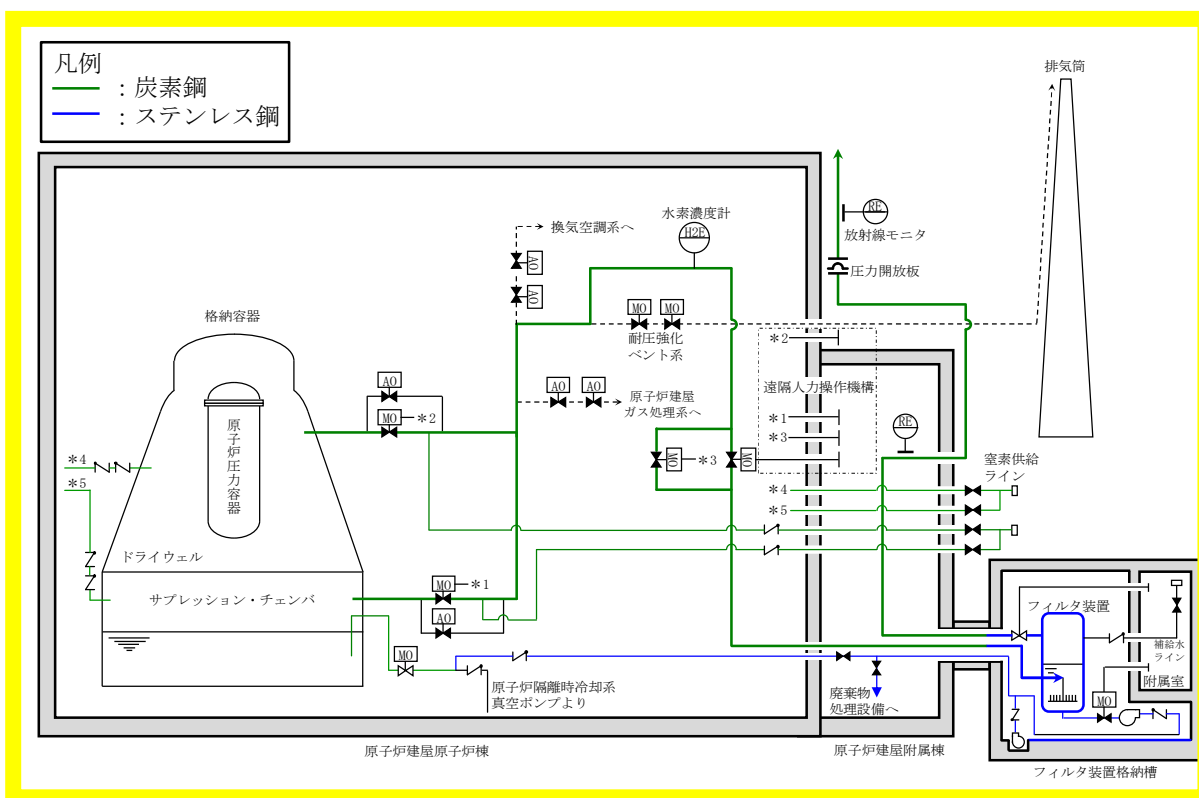 凡例
：炭素鋼
：ステンレス鋼
排気筒
水素濃度計
H2E
換気空調系へ
AO
AO
RE
放射線モニタ
圧力開放板
格納容器
MO
MO
耐圧強化
ベント系
＊2
AO
MO
＊2
AO
AO
原子炉建屋
ガス処理系へ
遠隔人力操作機構
＊1
＊3
RE
原子炉圧力容器
＊4
＊5
MO
＊3
MO
窒素供給
ライン
＊4
＊5
ドライウェル
サプレッション・チェンバ
MO
＊1
AO
MO
原子炉隔離時冷却系
真空ポンプより
廃棄物
処理設備へ
フィルタ装置
補給水
ライン
附属室
MO
原子炉建屋原子炉棟
原子炉建屋附属棟
フィルタ装置格納槽